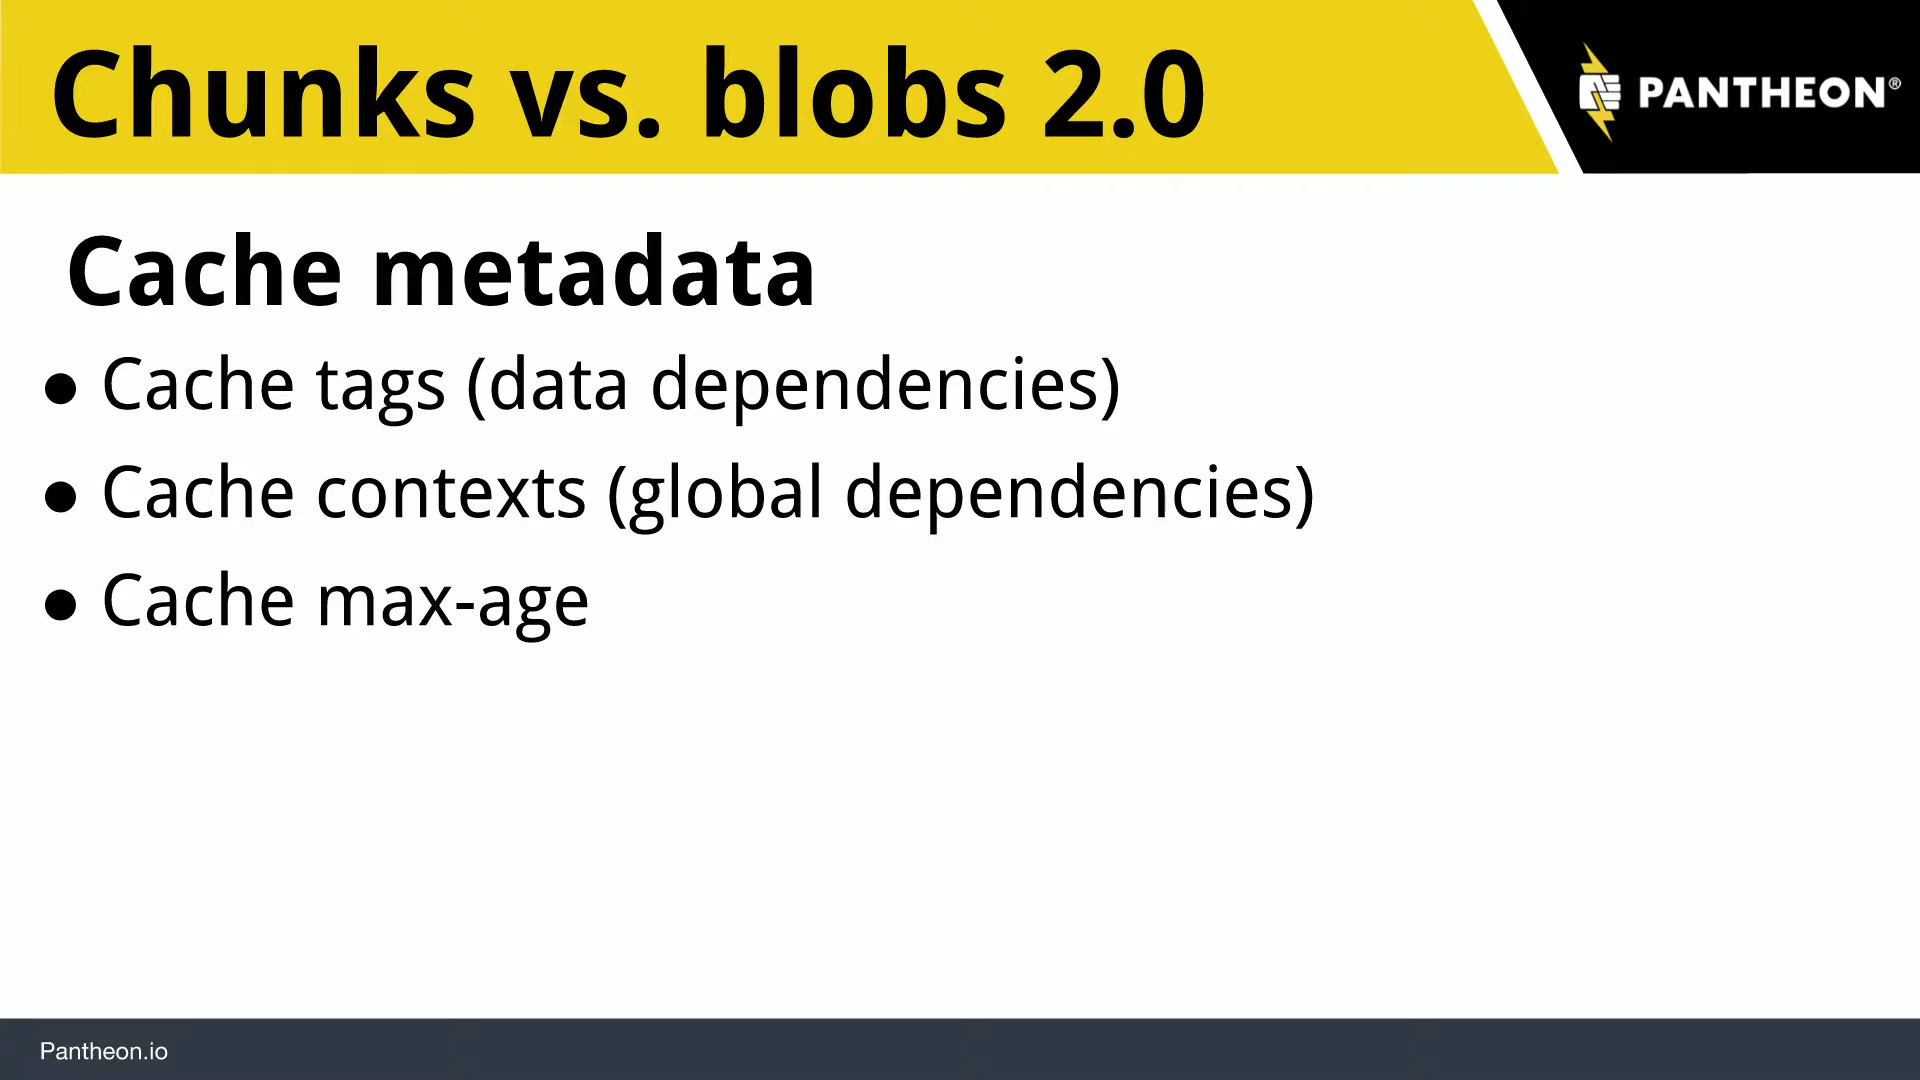 Chunks vs. blobs 2.0
PANTHEON®
Cache metadata
● Cache tags (data dependencies)
● Cache contexts (global dependencies)
● Cache max-age
Pantheon.io